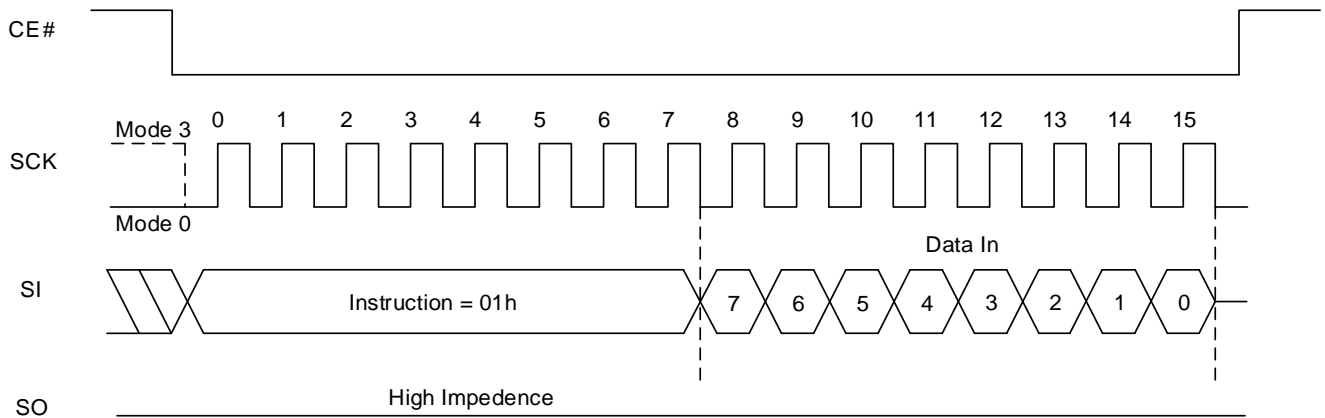 CE#
Mode 3 0 1 2 3 4 5 6 7 8 9 10 11 12 13 14 15
SCK
Mode 0
Data In
SI Instruction = 01h 7 6 5 4 3 2 1 0
High Impedence
SO